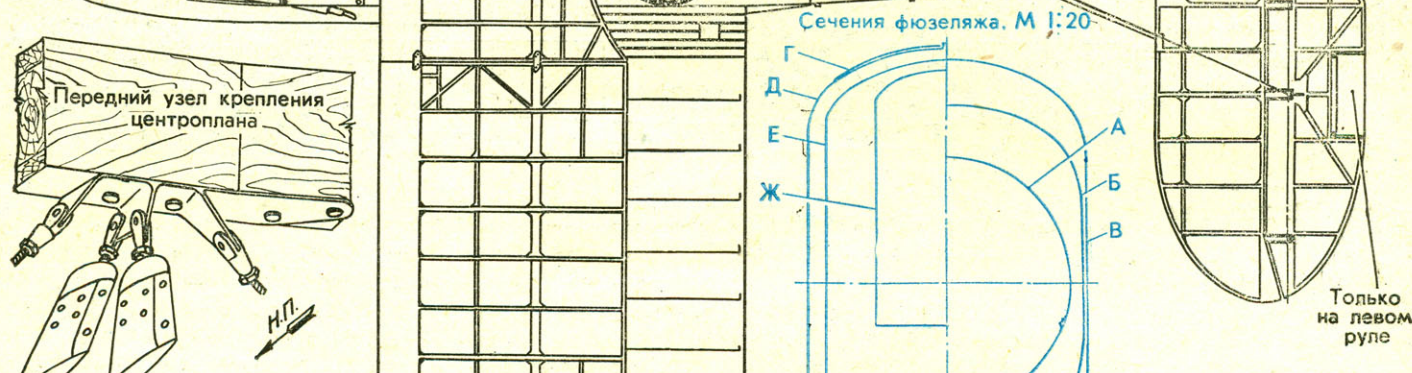 Передний узел крепления
центроплана
Н.П.
Сечения фюзеляжа. М 1:20
Г
Д
Е
Ж
А
Б
В
Только
на левом
руле